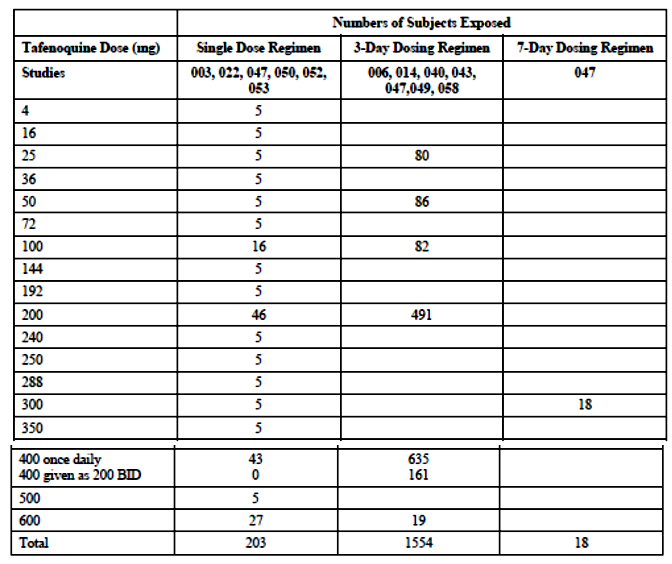 Numbers of Subjects Exposed
Tafenoquine Dose (mg) Single Dose Regimen 3-Day Dosing Regimen 7-Day Dosing Regimen
Studies 003, 022, 047, 050, 052, 006, 014, 040, 043, 047
053 047,049, 058
4 5
16 5
25 5 80
36 5
50 5 86
72 5
100 16 82
144 5
192 5
200 46 491
240 5
250 5
288 5
300 5 18
350 5
400 once daily 43 635
400 given as 200 BID 0 161
500 5
600 27 19
Total 203 1554 18